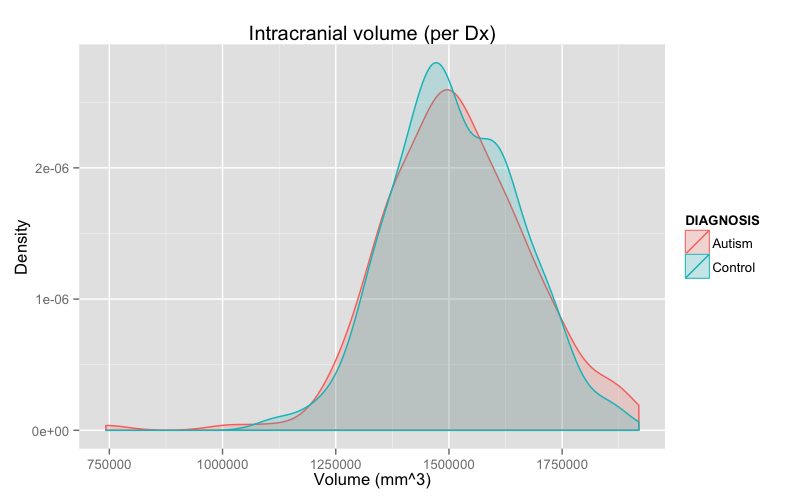 Intracranial volume (per Dx)
Density
2e-06
1e-06
0e+00
750000 1000000 1250000 1500000 1750000
Volume (mm^3)
DIAGNOSIS
Autism
Control